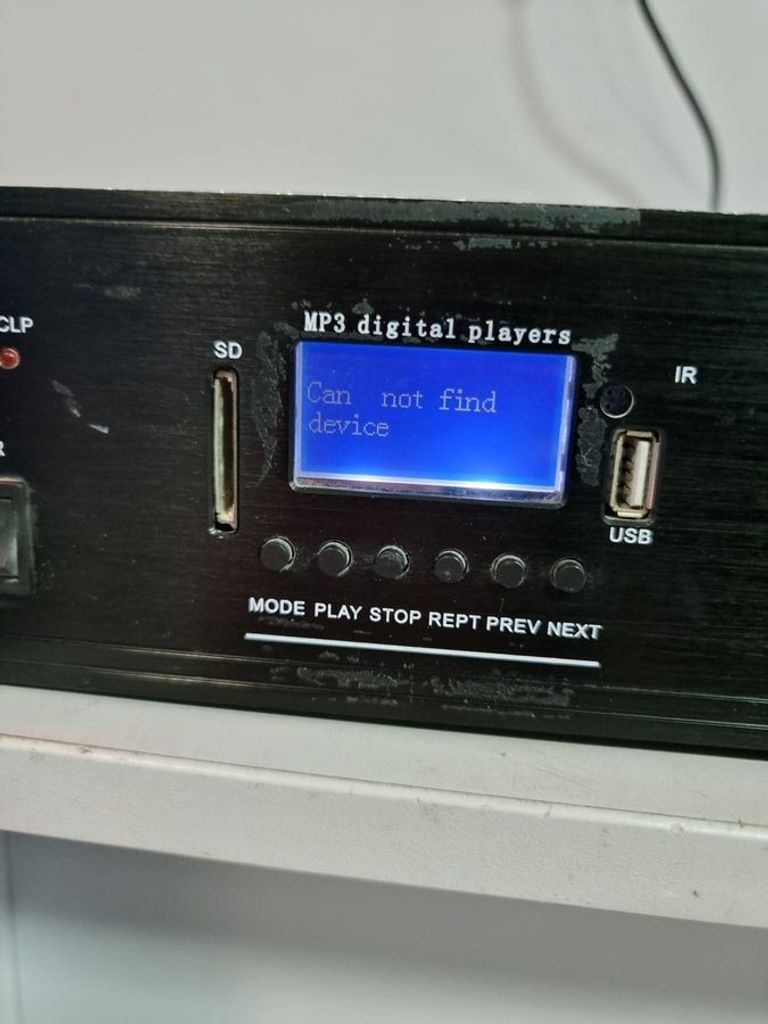 CLP
SD
MP3 digital players
IR
Can not find
device
USB
MODE PLAY STOP REPT PREV NEXT